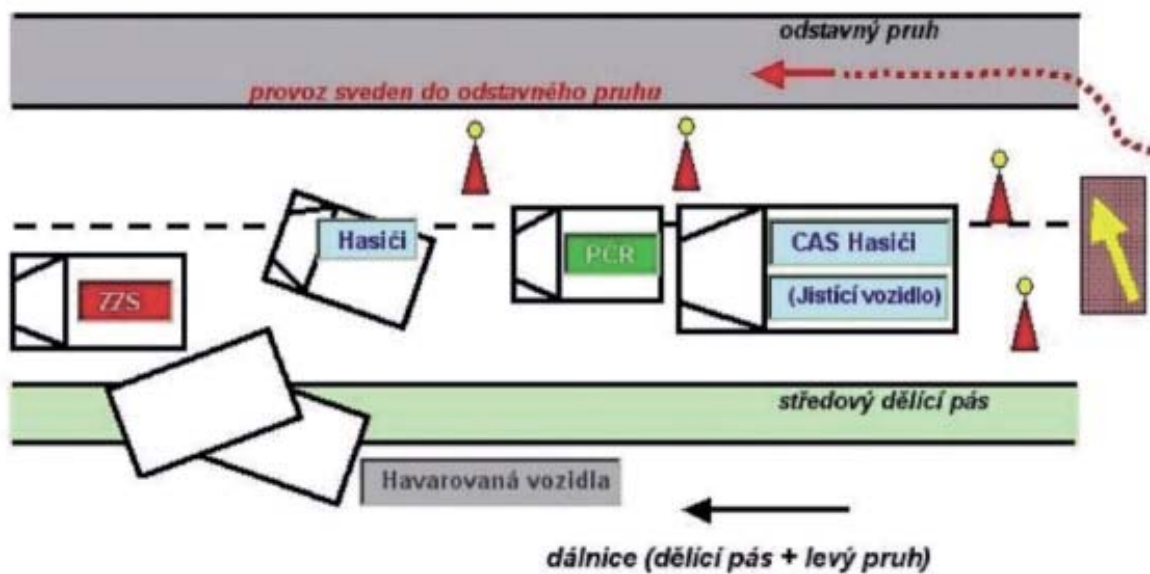 odstavný pruh
provoz sveden do odstavného pruhu
Hasiči
PCR
CAS Hasiči
(Jistící vozidlo)
ZZS
středový dělící pás
Havarovaná vozidla
dálnice (dělící pás + levý pruh)